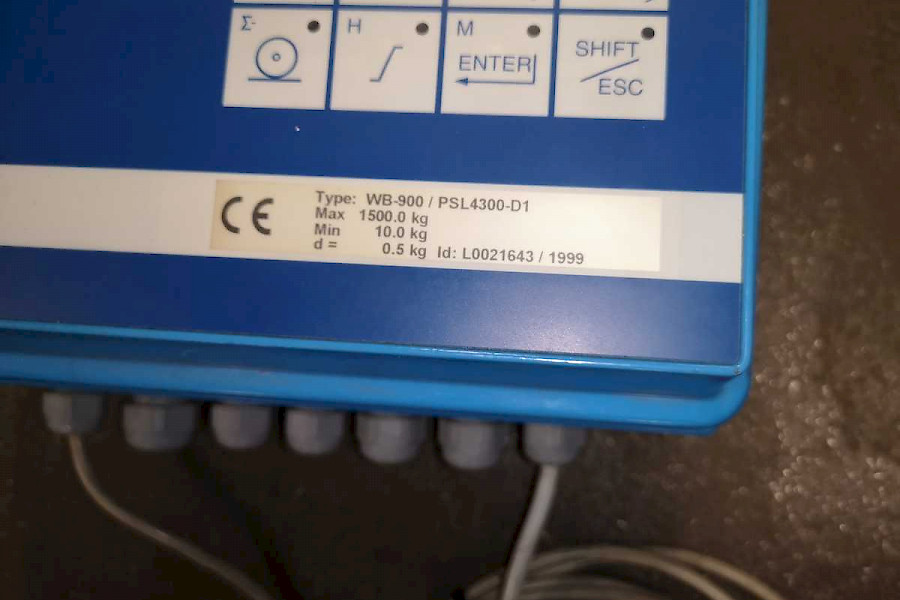 Σ-
H
M
ENTER
SHIFT
ESC
CE
Type: WB-900 / PSL4300-D1
Max 1500.0 kg
Min 10.0 kg
d = 0.5 kg Id: L0021643 / 1999